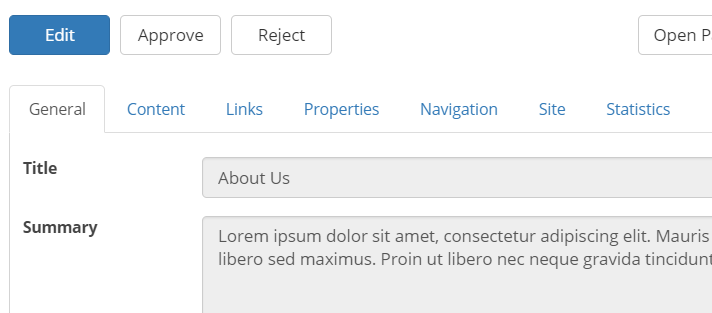 Edit Approve Reject Open
General Content Links Properties Navigation Site Statistics
Title About Us
Summary Lorem ipsum dolor sit amet, consectetur adipiscing elit. Mauris
libero sed maximus. Proin ut libero nec neque gravida tincidunt